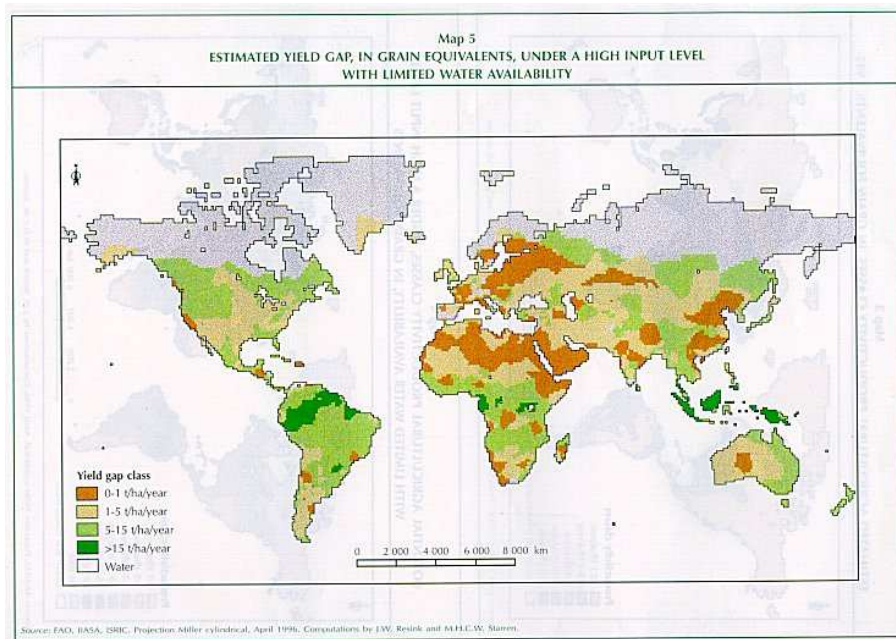 Map 5
ESTIMATED YIELD GAP, IN GRAIN EQUIVALENTS, UNDER A HIGH INPUT LEVEL
WITH LIMITED WATER AVAILABILITY
Yield gap class
0-1 t/ha/year
1-5 t/ha/year
5-15 t/ha/year
>15 t/ha/year
Water
0 2 000 4 000 6 000 8 000 km
Source: FAO, BASA, ISRIC. Projection Miller cylindrical, April 1996. Computations by J.W. Resink and M.H.C.W. Starren.